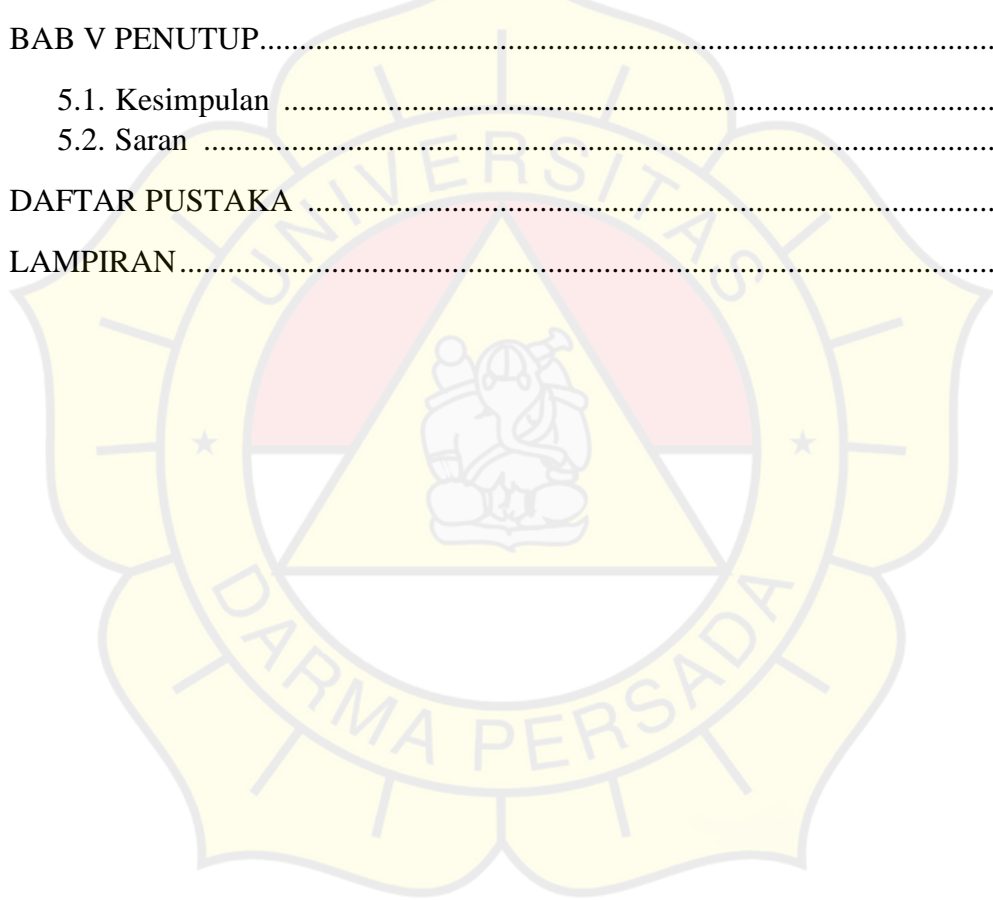 BAB V PENUTUP..........................................................................................
5.1. Kesimpulan ........................................................................................
5.2. Saran ..................................................................................................
DAFTAR PUSTAKA ....................................................................................
LAMPIRAN....................................................................................................
UNIVERSITAS
DARMA PERSADA